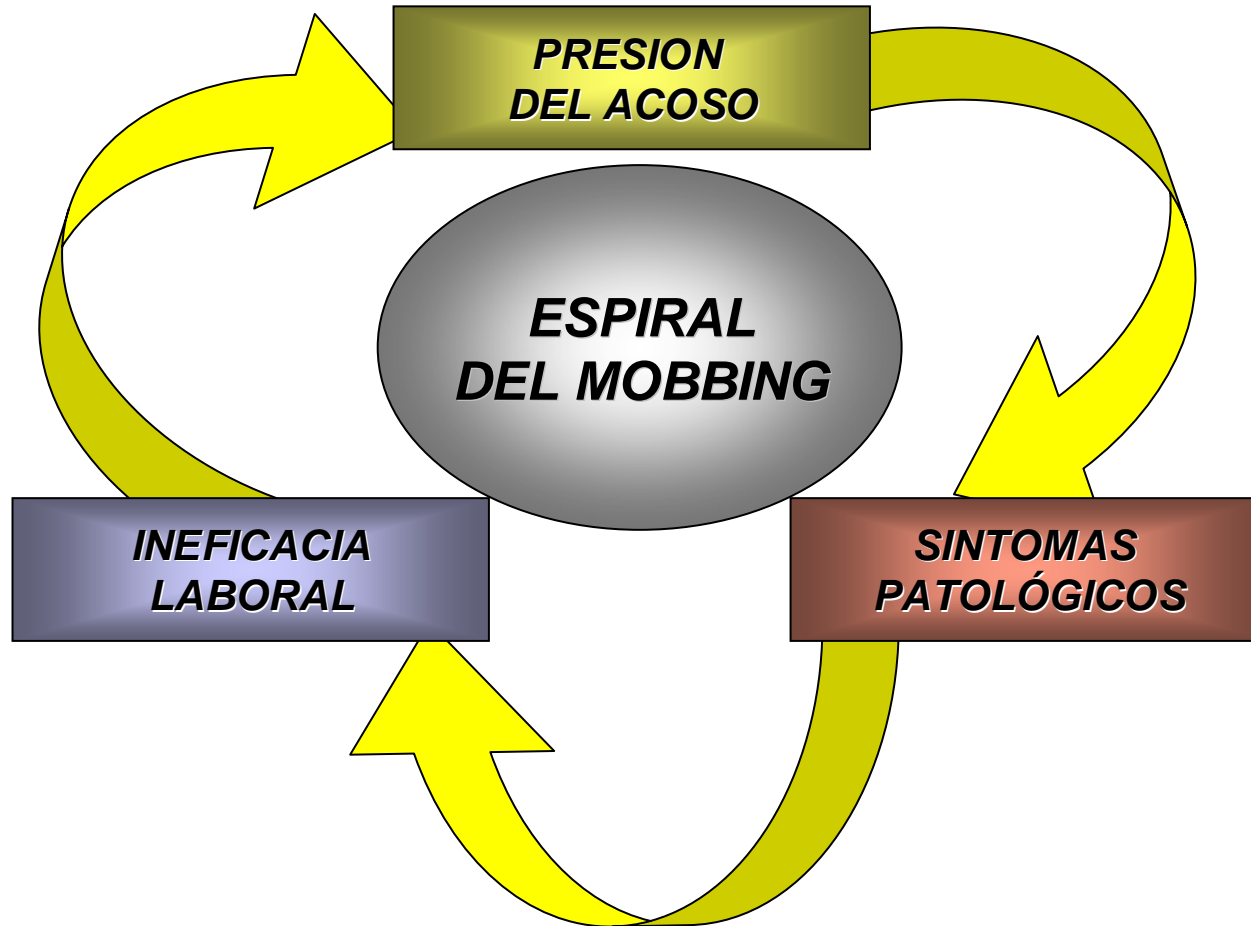 PRESION
DEL ACOSO
ESPIRAL
DEL MOBBING
INEFICACIA
LABORAL
SINTOMAS
PATOLÓGICOS